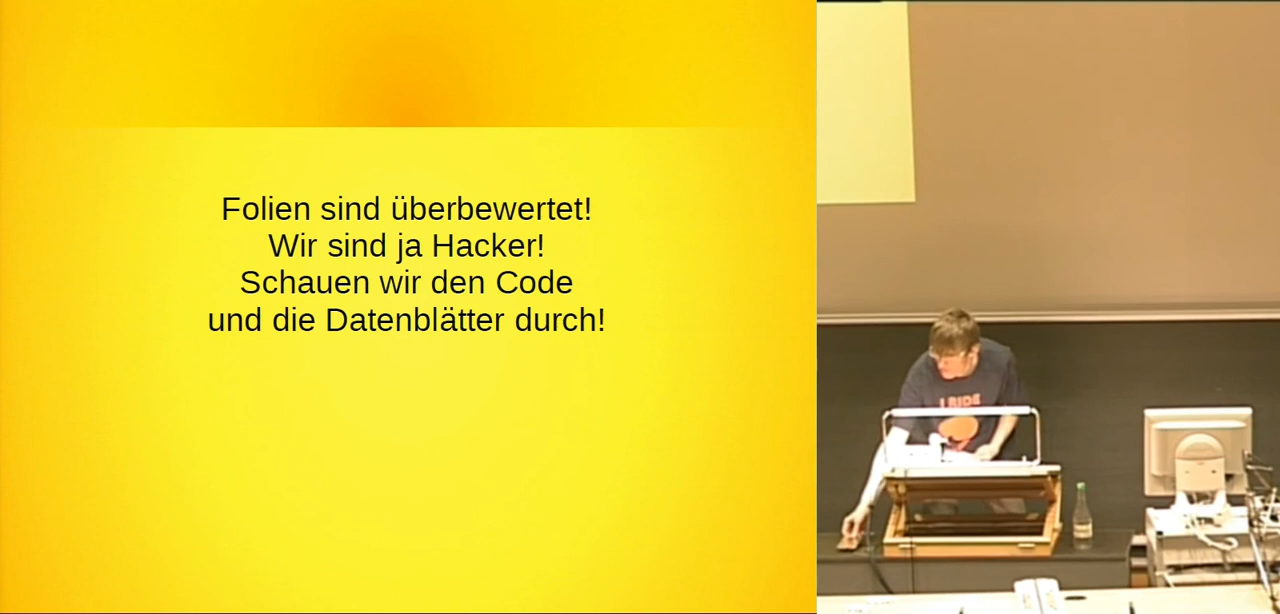 Folien sind überbewertet!
Wir sind ja Hacker!
Schauen wir den Code
und die Datenblätter durch!
I RIDE